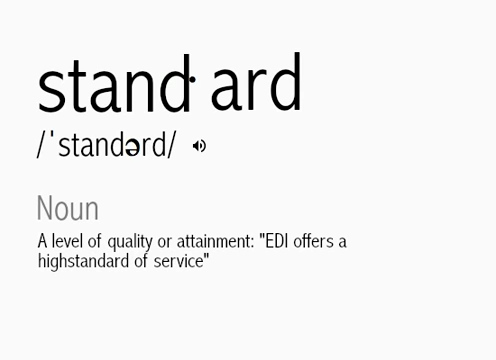 stand· ard
/ˈstandərd/
Noun
A level of quality or attainment: "EDI offers a
highstandard of service"